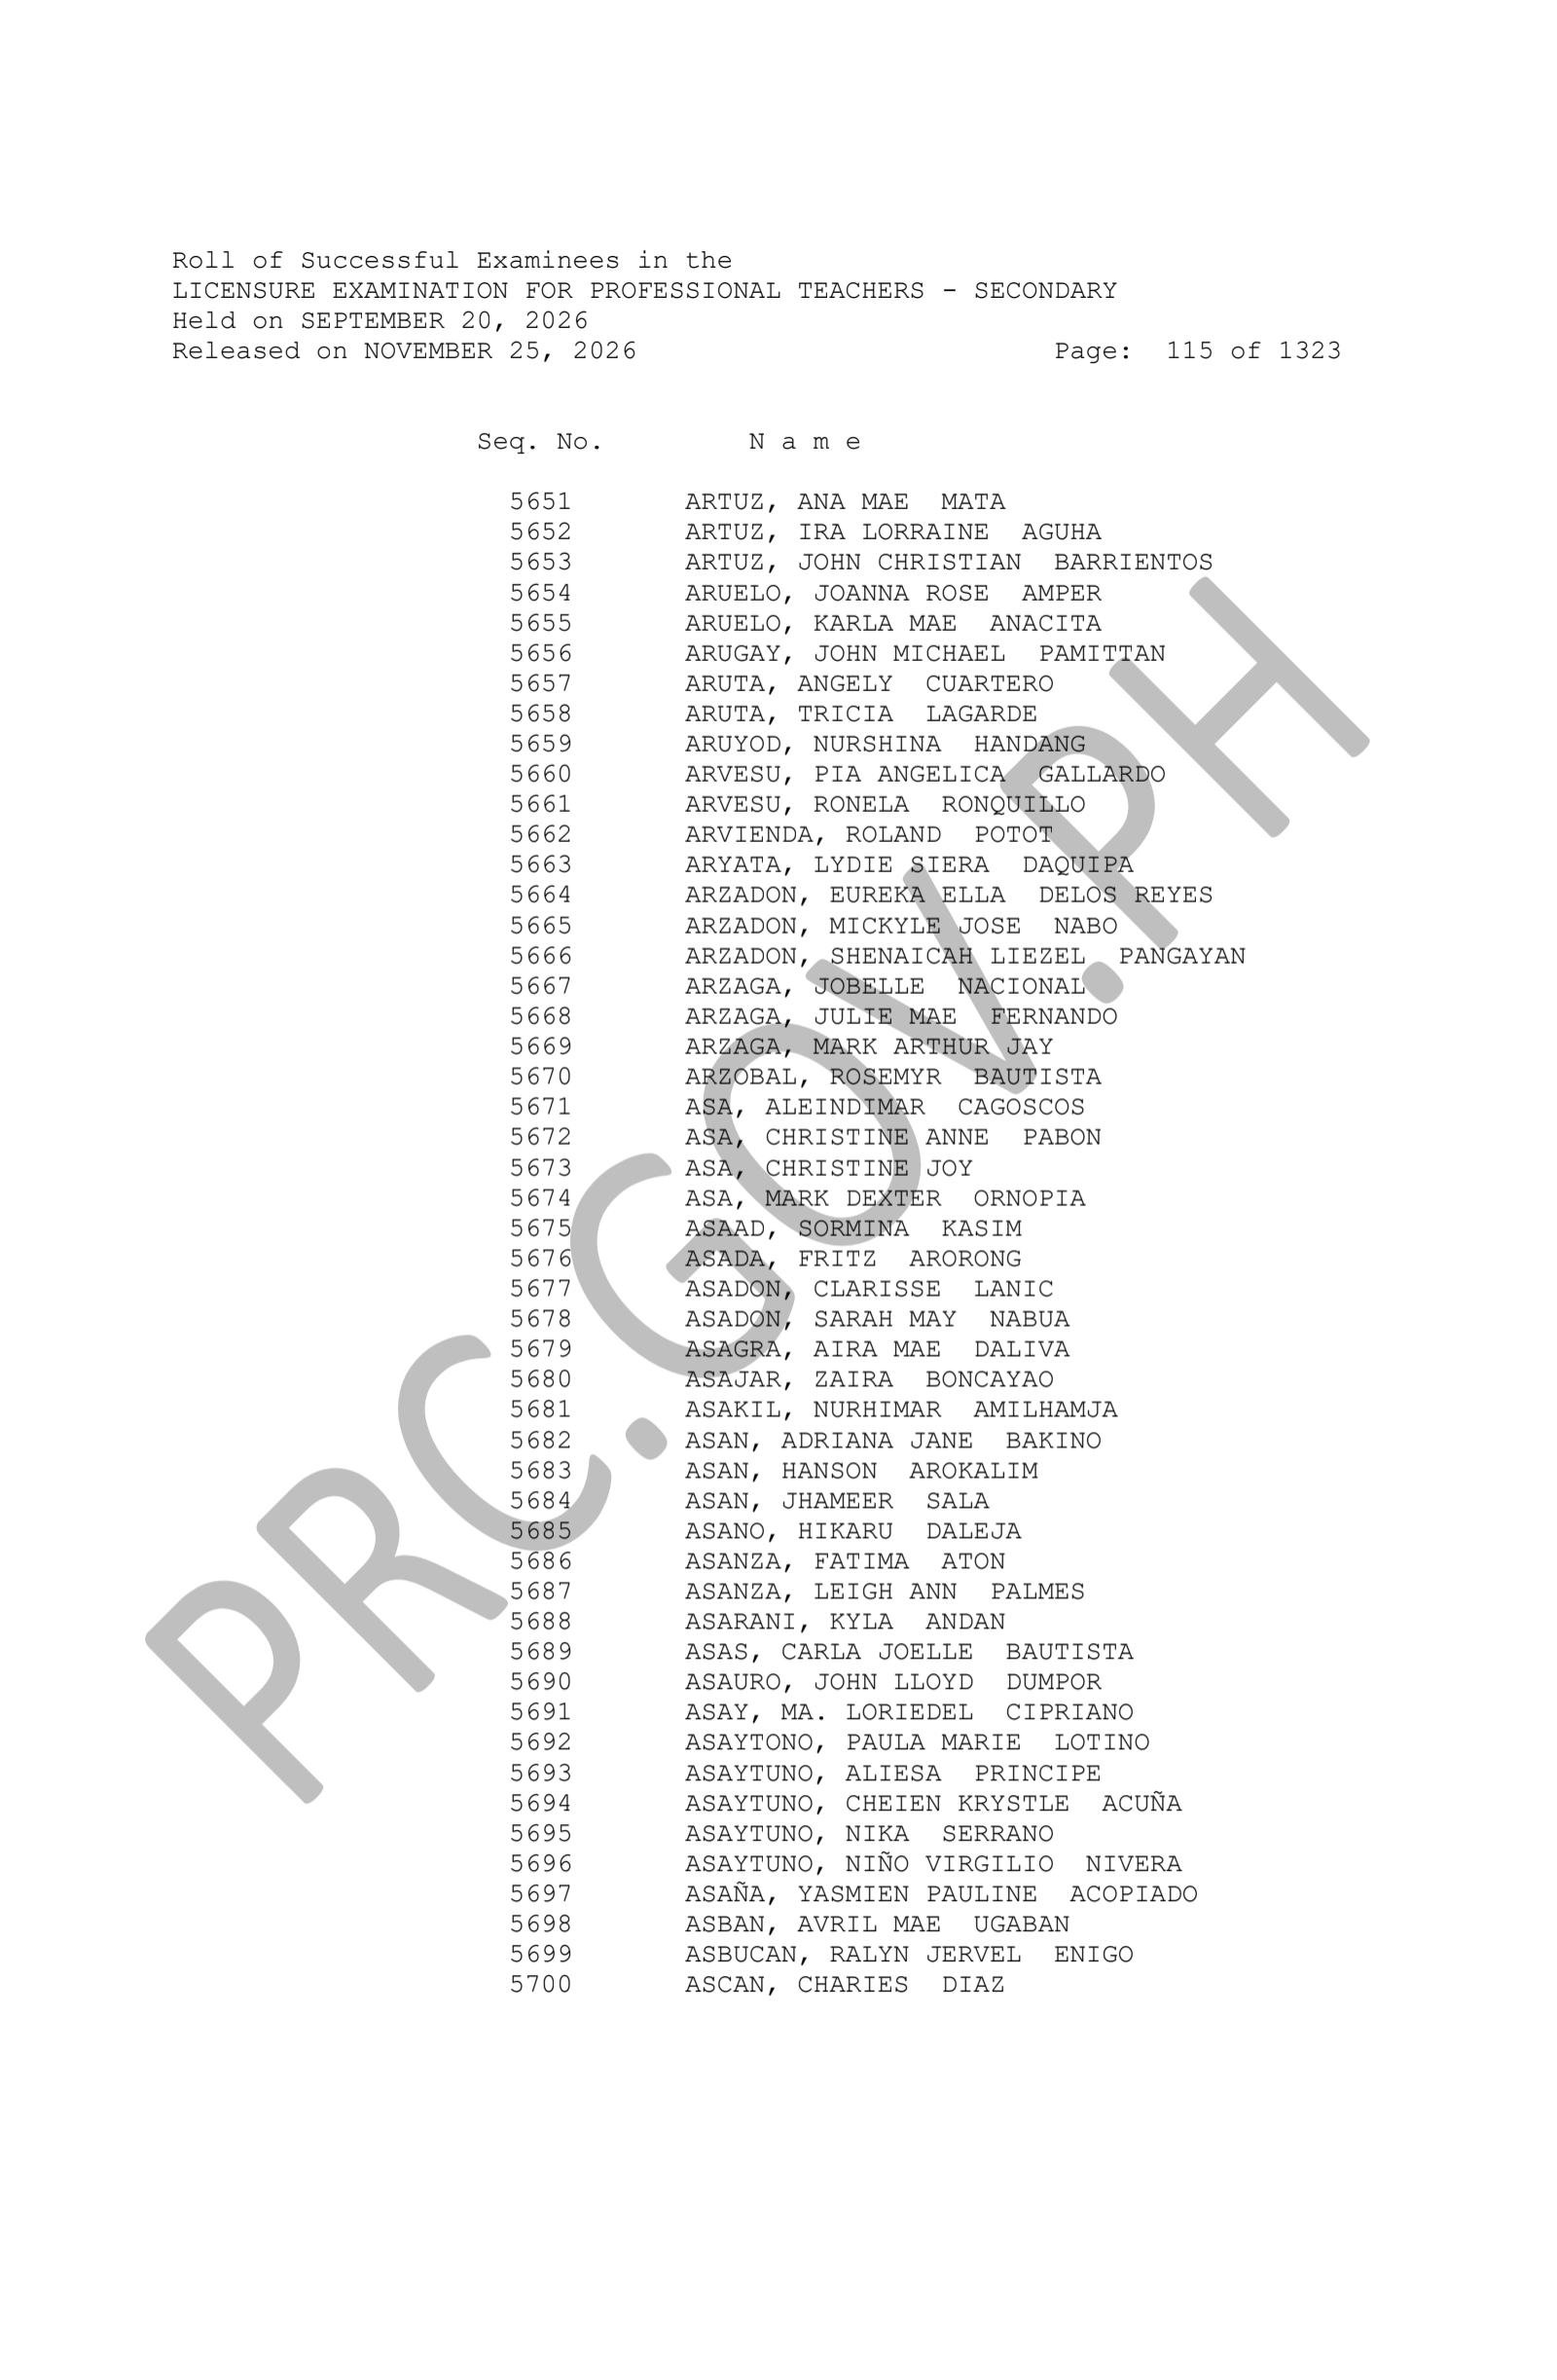 Roll of Successful Examinees in the
LICENSURE EXAMINATION FOR PROFESSIONAL TEACHERS - SECONDARY
Held on SEPTEMBER 20, 2026
Released on NOVEMBER 25, 2026 Page: 115 of 1323
Seq. No. N a m e
5651 ARTUZ, ANA MAE MATA
5652 ARTUZ, IRA LORRAINE AGUHA
5653 ARTUZ, JOHN CHRISTIAN BARRIENTOS
5654 ARUELO, JOANNA ROSE AMPER
5655 ARUELO, KARLA MAE ANACITA
5656 ARUGAY, JOHN MICHAEL PAMITTAN
5657 ARUTA, ANGELY CUARTERO
5658 ARUTA, TRICIA LAGARDE
5659 ARUYOD, NURSHINA HANDANG
5660 ARVESU, PIA ANGELICA GALLARDO
5661 ARVESU, RONELA RONQUILLO
5662 ARVIENDA, ROLAND POTOT
5663 ARYATA, LYDIE SIERA DAQUIPA
5664 ARZADON, EUREKA ELLA DELOS REYES
5665 ARZADON, MICKYLE JOSE NABO
5666 ARZADON, SHENAICAH LIEZEL PANGAYAN
5667 ARZAGA, JOBELLE NACIONAL
5668 ARZAGA, JULIE MAE FERNANDO
5669 ARZAGA, MARK ARTHUR JAY
5670 ARZOBAL, ROSEMYR BAUTISTA
5671 ASA, ALEINDIMAR CAGOSCOS
5672 ASA, CHRISTINE ANNE PABON
5673 ASA, CHRISTINE JOY
5674 ASA, MARK DEXTER ORNOPIA
5675 ASAAD, SORMINA KASIM
5676 ASADA, FRITZ ARORONG
5677 ASADON, CLARISSE LANIC
5678 ASADON, SARAH MAY NABUA
5679 ASAGRA, AIRA MAE DALIVA
5680 ASAJAR, ZAIRA BONCAYAO
5681 ASAKIL, NURHIMAR AMILHAMJA
5682 ASAN, ADRIANA JANE BAKINO
5683 ASAN, HANSON AROKALIM
5684 ASAN, JHAMEER SALA
5685 ASANO, HIKARU DALEJA
5686 ASANZA, FATIMA ATON
5687 ASANZA, LEIGH ANN PALMES
5688 ASARANI, KYLA ANDAN
5689 ASAS, CARLA JOELLE BAUTISTA
5690 ASAURO, JOHN LLOYD DUMPOR
5691 ASAY, MA. LORIEDEL CIPRIANO
5692 ASAYTONO, PAULA MARIE LOTINO
5693 ASAYTUNO, ALIESA PRINCIPE
5694 ASAYTUNO, CHEIEN KRYSTLE ACUÑA
5695 ASAYTUNO, NIKA SERRANO
5696 ASAYTUNO, NIÑO VIRGILIO NIVERA
5697 ASAÑA, YASMIEN PAULINE ACOPIADO
5698 ASBAN, AVRIL MAE UGABAN
5699 ASBUCAN, RALYN JERVEL ENIGO
5700 ASCAN, CHARIES DIAZ
PRC.GOV.PH